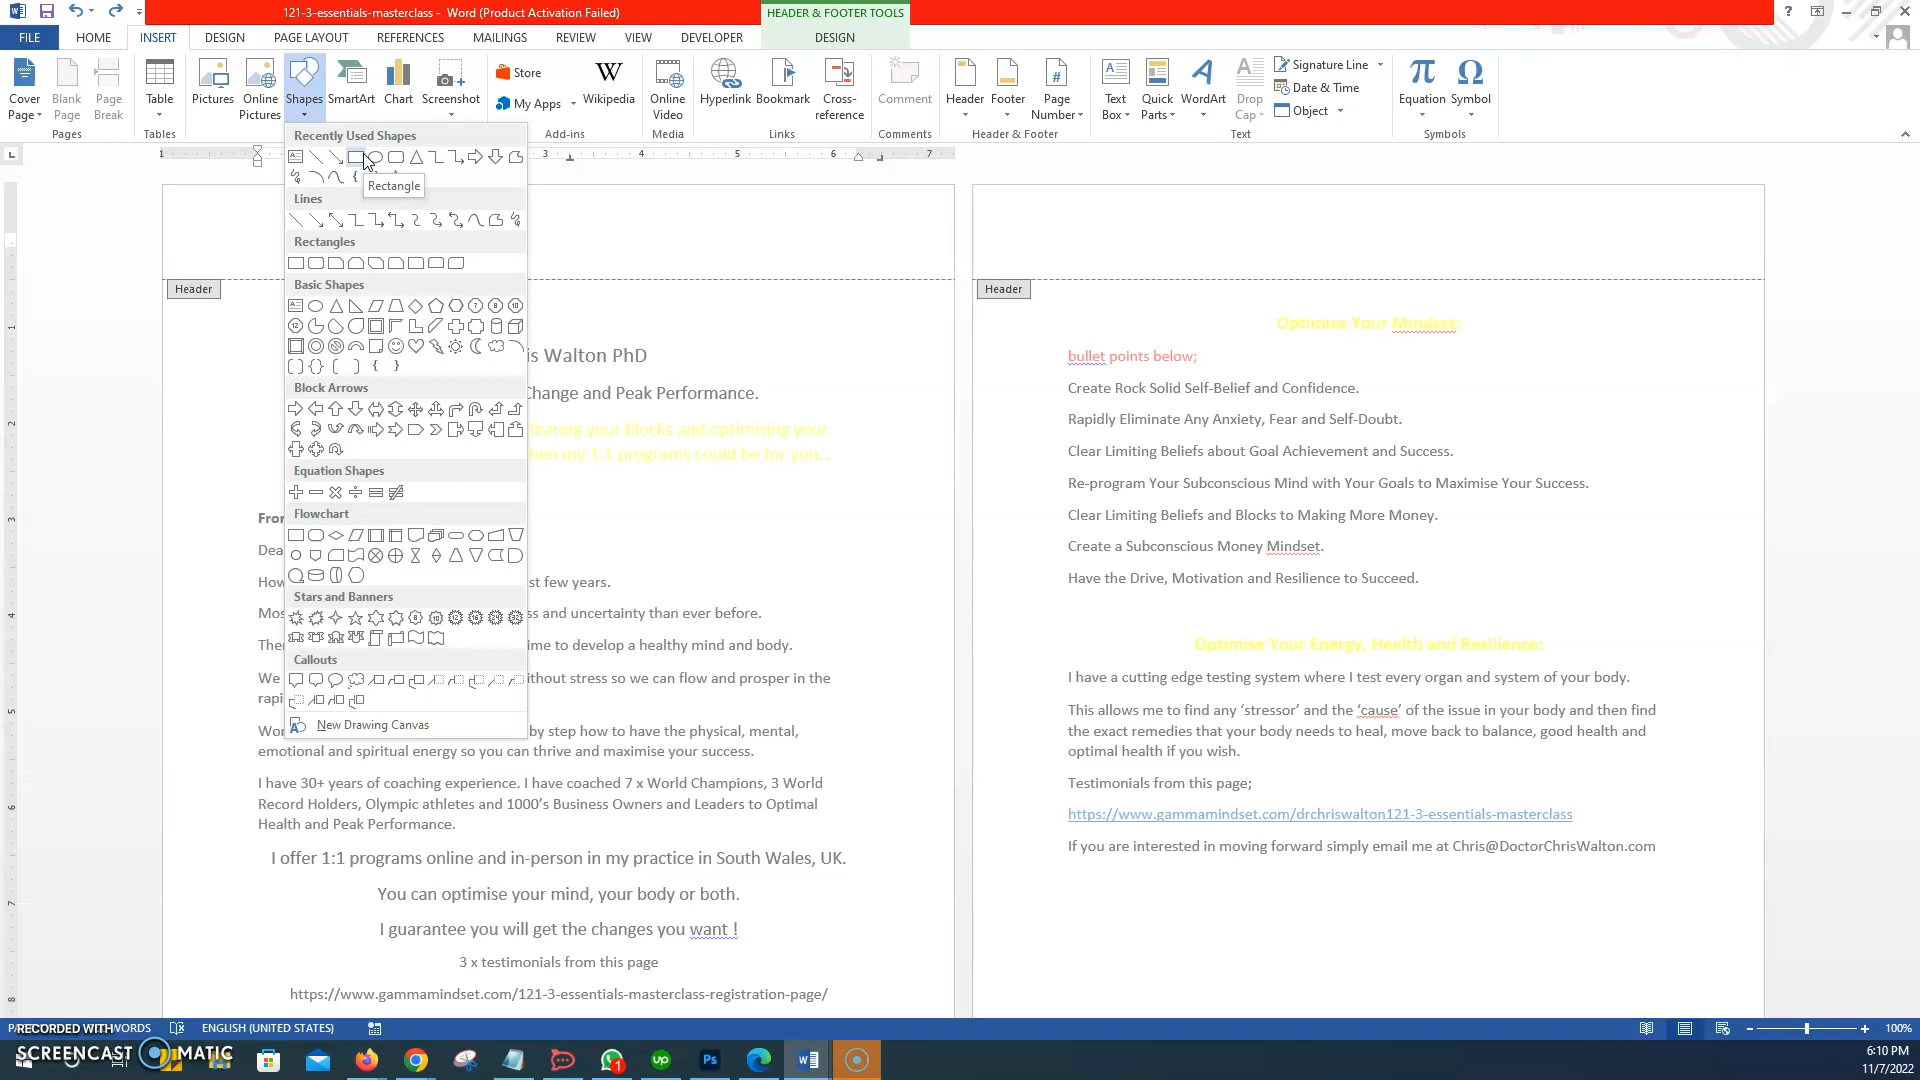 121-3-essentials-masterclass - Word (Product Activation Failed)
HEADER & FOOTER TOOLS
FILE HOME INSERT DESIGN PAGE LAYOUT REFERENCES MAILINGS REVIEW VIEW DEVELOPER DESIGN
Cover Page
Blank Page
Page Break
Table
Pictures
Online Pictures
Shapes
SmartArt
Chart
Screenshot
Store
My Apps
Wikipedia
Online Video
Hyperlink
Bookmark
Cross-reference
Comment
Header
Footer
Page Number
Text Box
Quick Parts
WordArt
Drop Cap
Signature Line
Date & Time
Object
Equation
Symbol
Pages
Tables
Add-ins
Media
Links
Comments
Header & Footer
Text
Symbols
Recently Used Shapes
Rectangle
Lines
Rectangles
Basic Shapes
Block Arrows
Equation Shapes
Flowchart
Stars and Banners
Callouts
New Drawing Canvas
1 3 4 5 6 7
Header
is Walton PhD
Change and Peak Performance.
learing your blocks and optimising your
hen my 1:1 programs could be for you...
Fro
Dea
How st few years.
Mos ss and uncertainty than ever before.
The ime to develop a healthy mind and body.
We ithout stress so we can flow and prosper in the
rapi
Wor by step how to have the physical, mental,
emotional and spiritual energy so you can thrive and maximise your success.
I have 30+ years of coaching experience. I have coached 7 x World Champions, 3 World
Record Holders, Olympic athletes and 1000’s Business Owners and Leaders to Optimal
Health and Peak Performance.
I offer 1:1 programs online and in-person in my practice in South Wales, UK.
You can optimise your mind, your body or both.
I guarantee you will get the changes you want !
3 x testimonials from this page
https://www.gammamindset.com/121-3-essentials-masterclass-registration-page/
Header
Optimise Your Mindset:
bullet points below;
Create Rock Solid Self-Belief and Confidence.
Rapidly Eliminate Any Anxiety, Fear and Self-Doubt.
Clear Limiting Beliefs about Goal Achievement and Success.
Re-program Your Subconscious Mind with Your Goals to Maximise Your Success.
Clear Limiting Beliefs and Blocks to Making More Money.
Create a Subconscious Money Mindset.
Have the Drive, Motivation and Resilience to Succeed.
Optimise Your Energy, Health and Resilience:
I have a cutting edge testing system where I test every organ and system of your body.
This allows me to find any ‘stressor’ and the ‘cause’ of the issue in your body and then find
the exact remedies that your body needs to heal, move back to balance, good health and
optimal health if you wish.
Testimonials from this page;
https://www.gammamindset.com/drchriswalton121-3-essentials-masterclass
If you are interested in moving forward simply email me at Chris@DoctorChrisWalton.com
RECORDED WITH WORDS ENGLISH (UNITED STATES) 100%
SCREENCAST MATIC
6:10 PM
11/7/2022